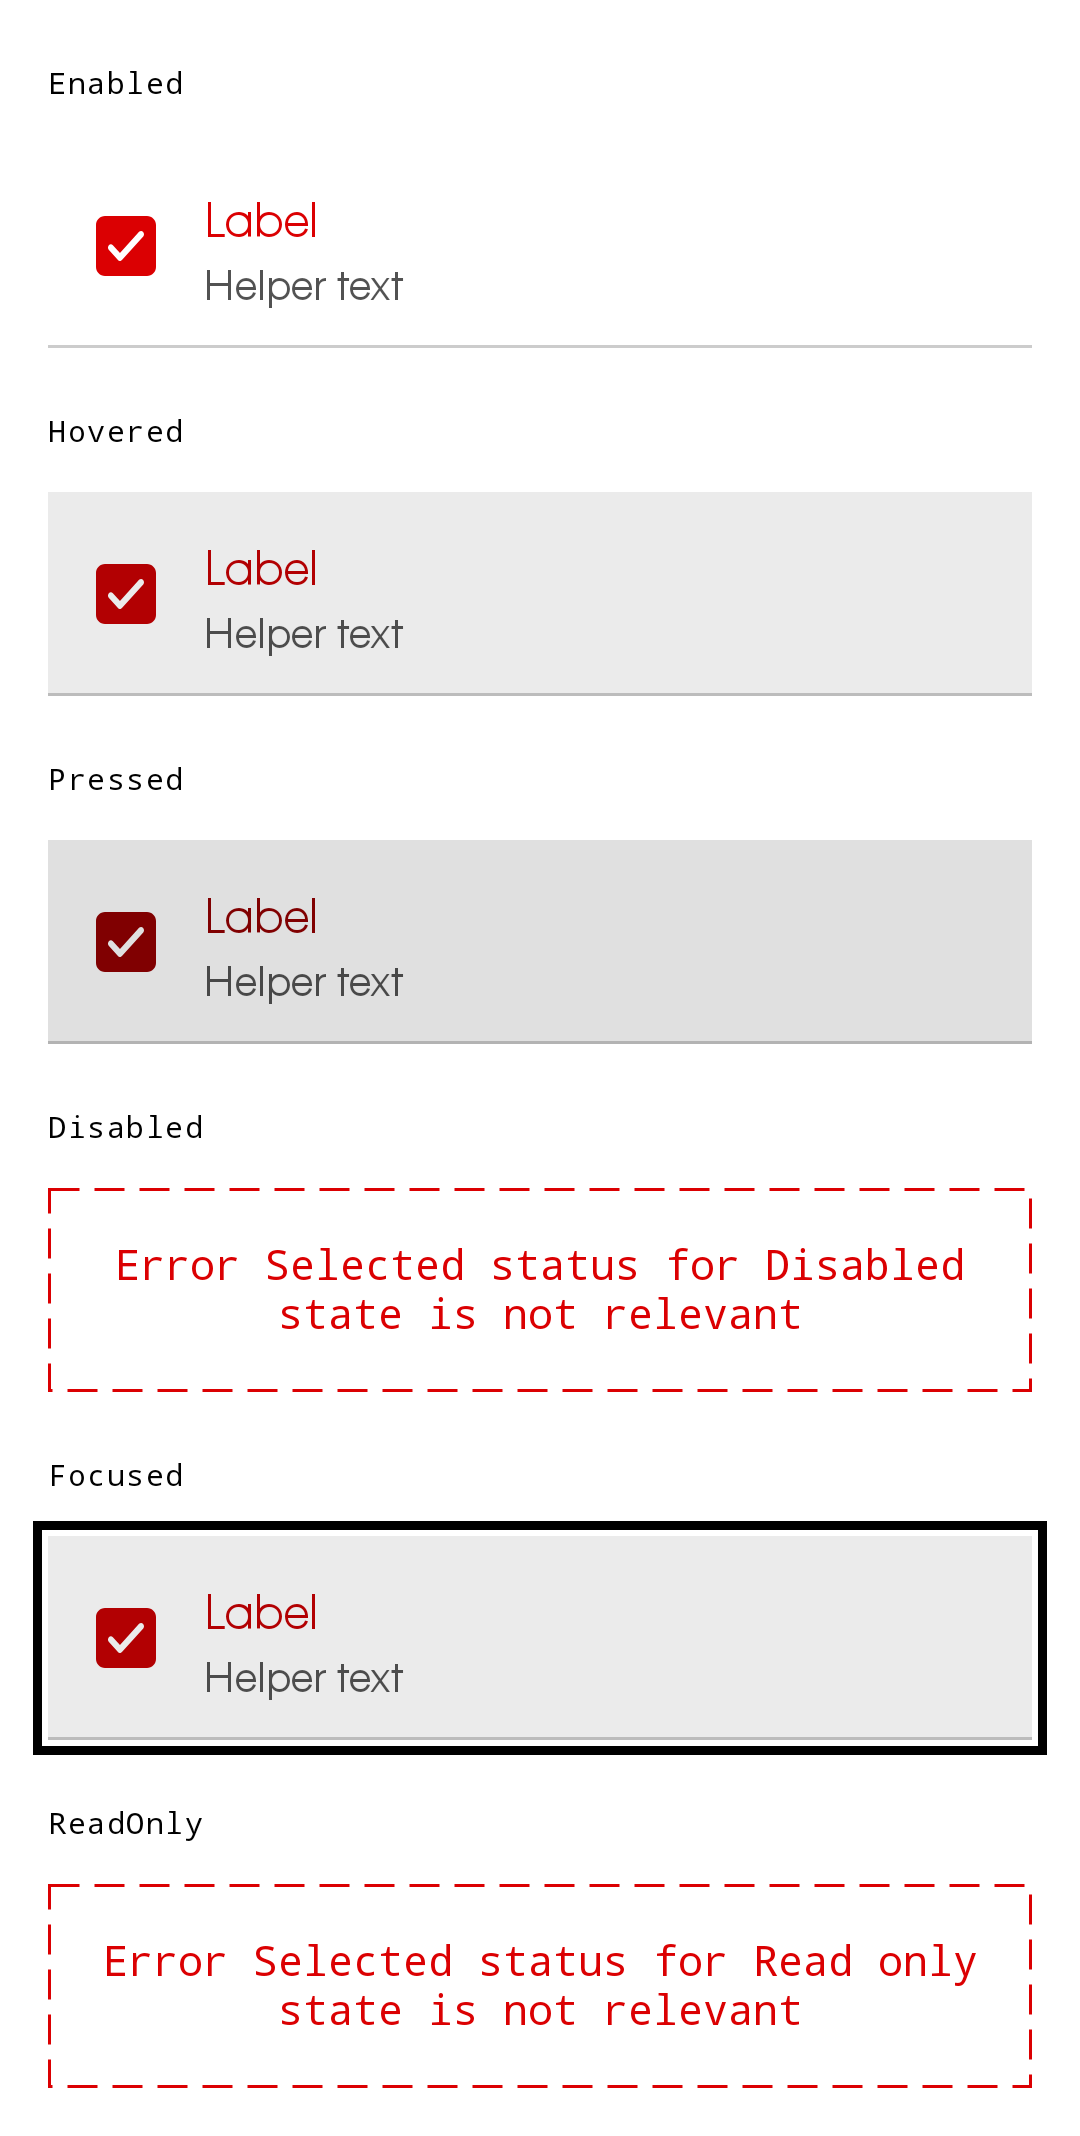 Enabled
Label
Helper text
Hovered
Label
Helper text
Pressed
Label
Helper text
Disabled
Error Selected status for Disabled
state is not relevant
Focused
Label
Helper text
ReadOnly
Error Selected status for Read only
state is not relevant